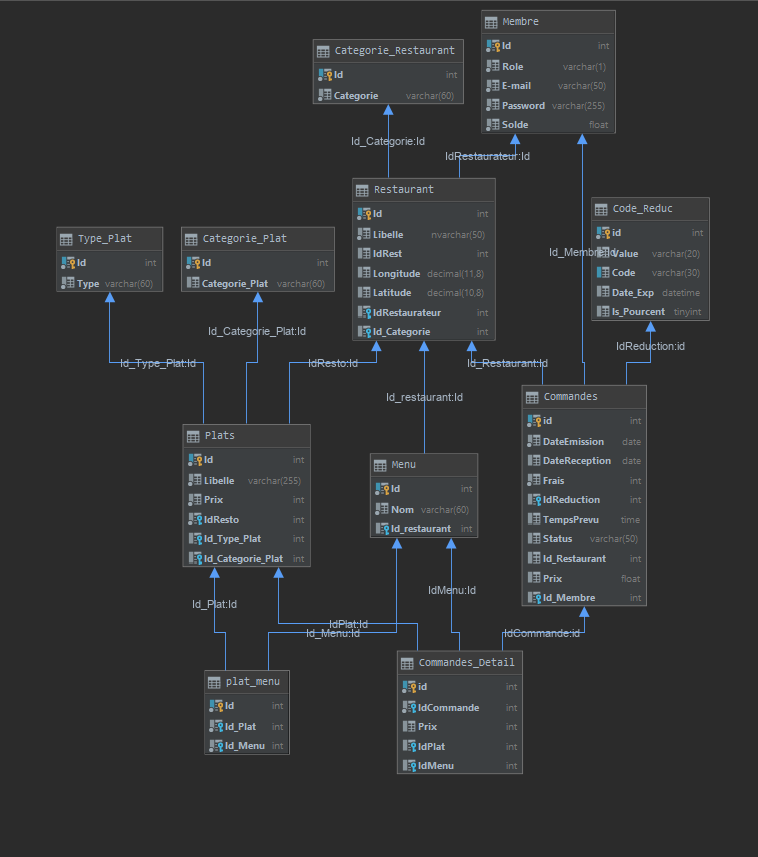 Membre
Id int
Role varchar(1)
E-mail varchar(50)
Password varchar(255)
Solde float
Categorie_Restaurant
Id int
Categorie varchar(60)
Id_Categorie:Id
IdRestaurateur:Id
Restaurant
Id int
Libelle nvarchar(50)
IdRest int
Longitude decimal(11,8)
Latitude decimal(10,8)
IdRestaurateur int
Id_Categorie int
Code_Reduc
id int
Value varchar(20)
Code varchar(30)
Date_Exp datetime
Is_Pourcent tinyint
Id_Membre:Id
Type_Plat
Id int
Type varchar(60)
Categorie_Plat
Id int
Categorie_Plat varchar(60)
Id_Categorie_Plat:Id
Id_Type_Plat:Id
IdResto:Id
Id_Restaurant:Id
IdReduction:id
Id_restaurant:Id
Commandes
id int
DateEmission date
DateReception date
Frais int
IdReduction int
TempsPrevu time
Status varchar(50)
Id_Restaurant int
Prix float
Id_Membre int
Plats
Id int
Libelle varchar(255)
Prix int
IdResto int
Id_Type_Plat int
Id_Categorie_Plat int
Menu
Id int
Nom varchar(60)
Id_restaurant int
Id_Plat:Id
IdMenu:Id
IdPlat:Id
Id_Menu:Id
IdCommande:id
plat_menu
Id int
Id_Plat int
Id_Menu int
Commandes_Detail
id int
IdCommande int
Prix int
IdPlat int
IdMenu int